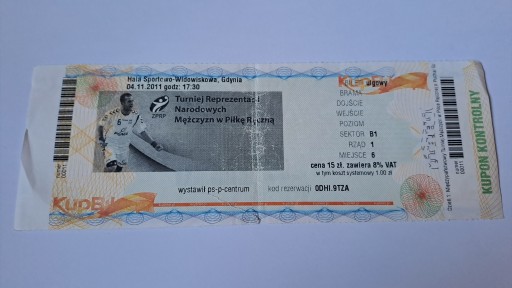 Hala Sportowo-Widowiskowa, Gdynia
04.11.2011 godz: 17:30
ZPRP
Turniej Reprezentacji
Narodowych
Mężczyzn w Piłkę Ręczną
wystawił ps-p-centrum
kod rezerwacji ODHI.9TZA
BRAMA
DOJŚCIE
WEJŚCIE
POZIOM
SEKTOR B1
RZĄD 1
MIEJSCE 6
cena 15 zł. zawiera 8% VAT
w tym koszt systemowy 1.00 zł
KUPON KONTROLNY